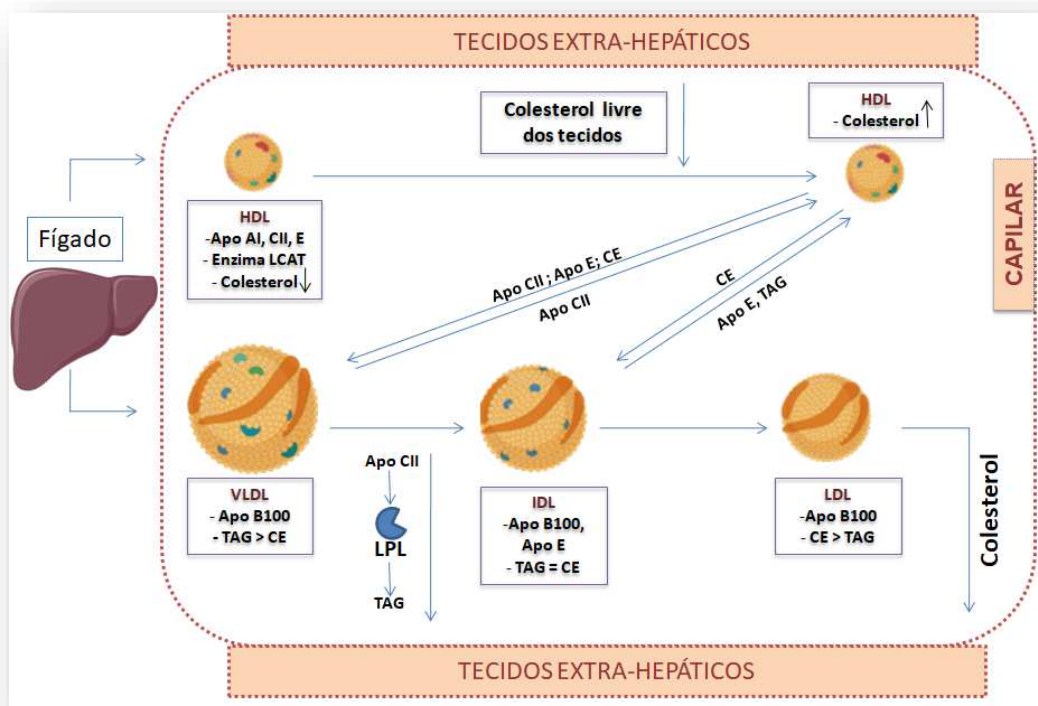 TECIDOS EXTRA-HEPÁTICOS
Colesterol livre
dos tecidos
HDL
- Colesterol
CAPILAR
Fígado
HDL
-Apo AI, CII, E
- Enzima LCAT
- Colesterol
Apo CII ; Apo E; CE
Apo CII
CE
Apo E, TAG
VLDL
- Apo B100
- TAG > CE
Apo CII
LPL
TAG
IDL
-Apo B100,
Apo E
- TAG = CE
LDL
-Apo B100
- CE > TAG
Colesterol
TECIDOS EXTRA-HEPÁTICOS